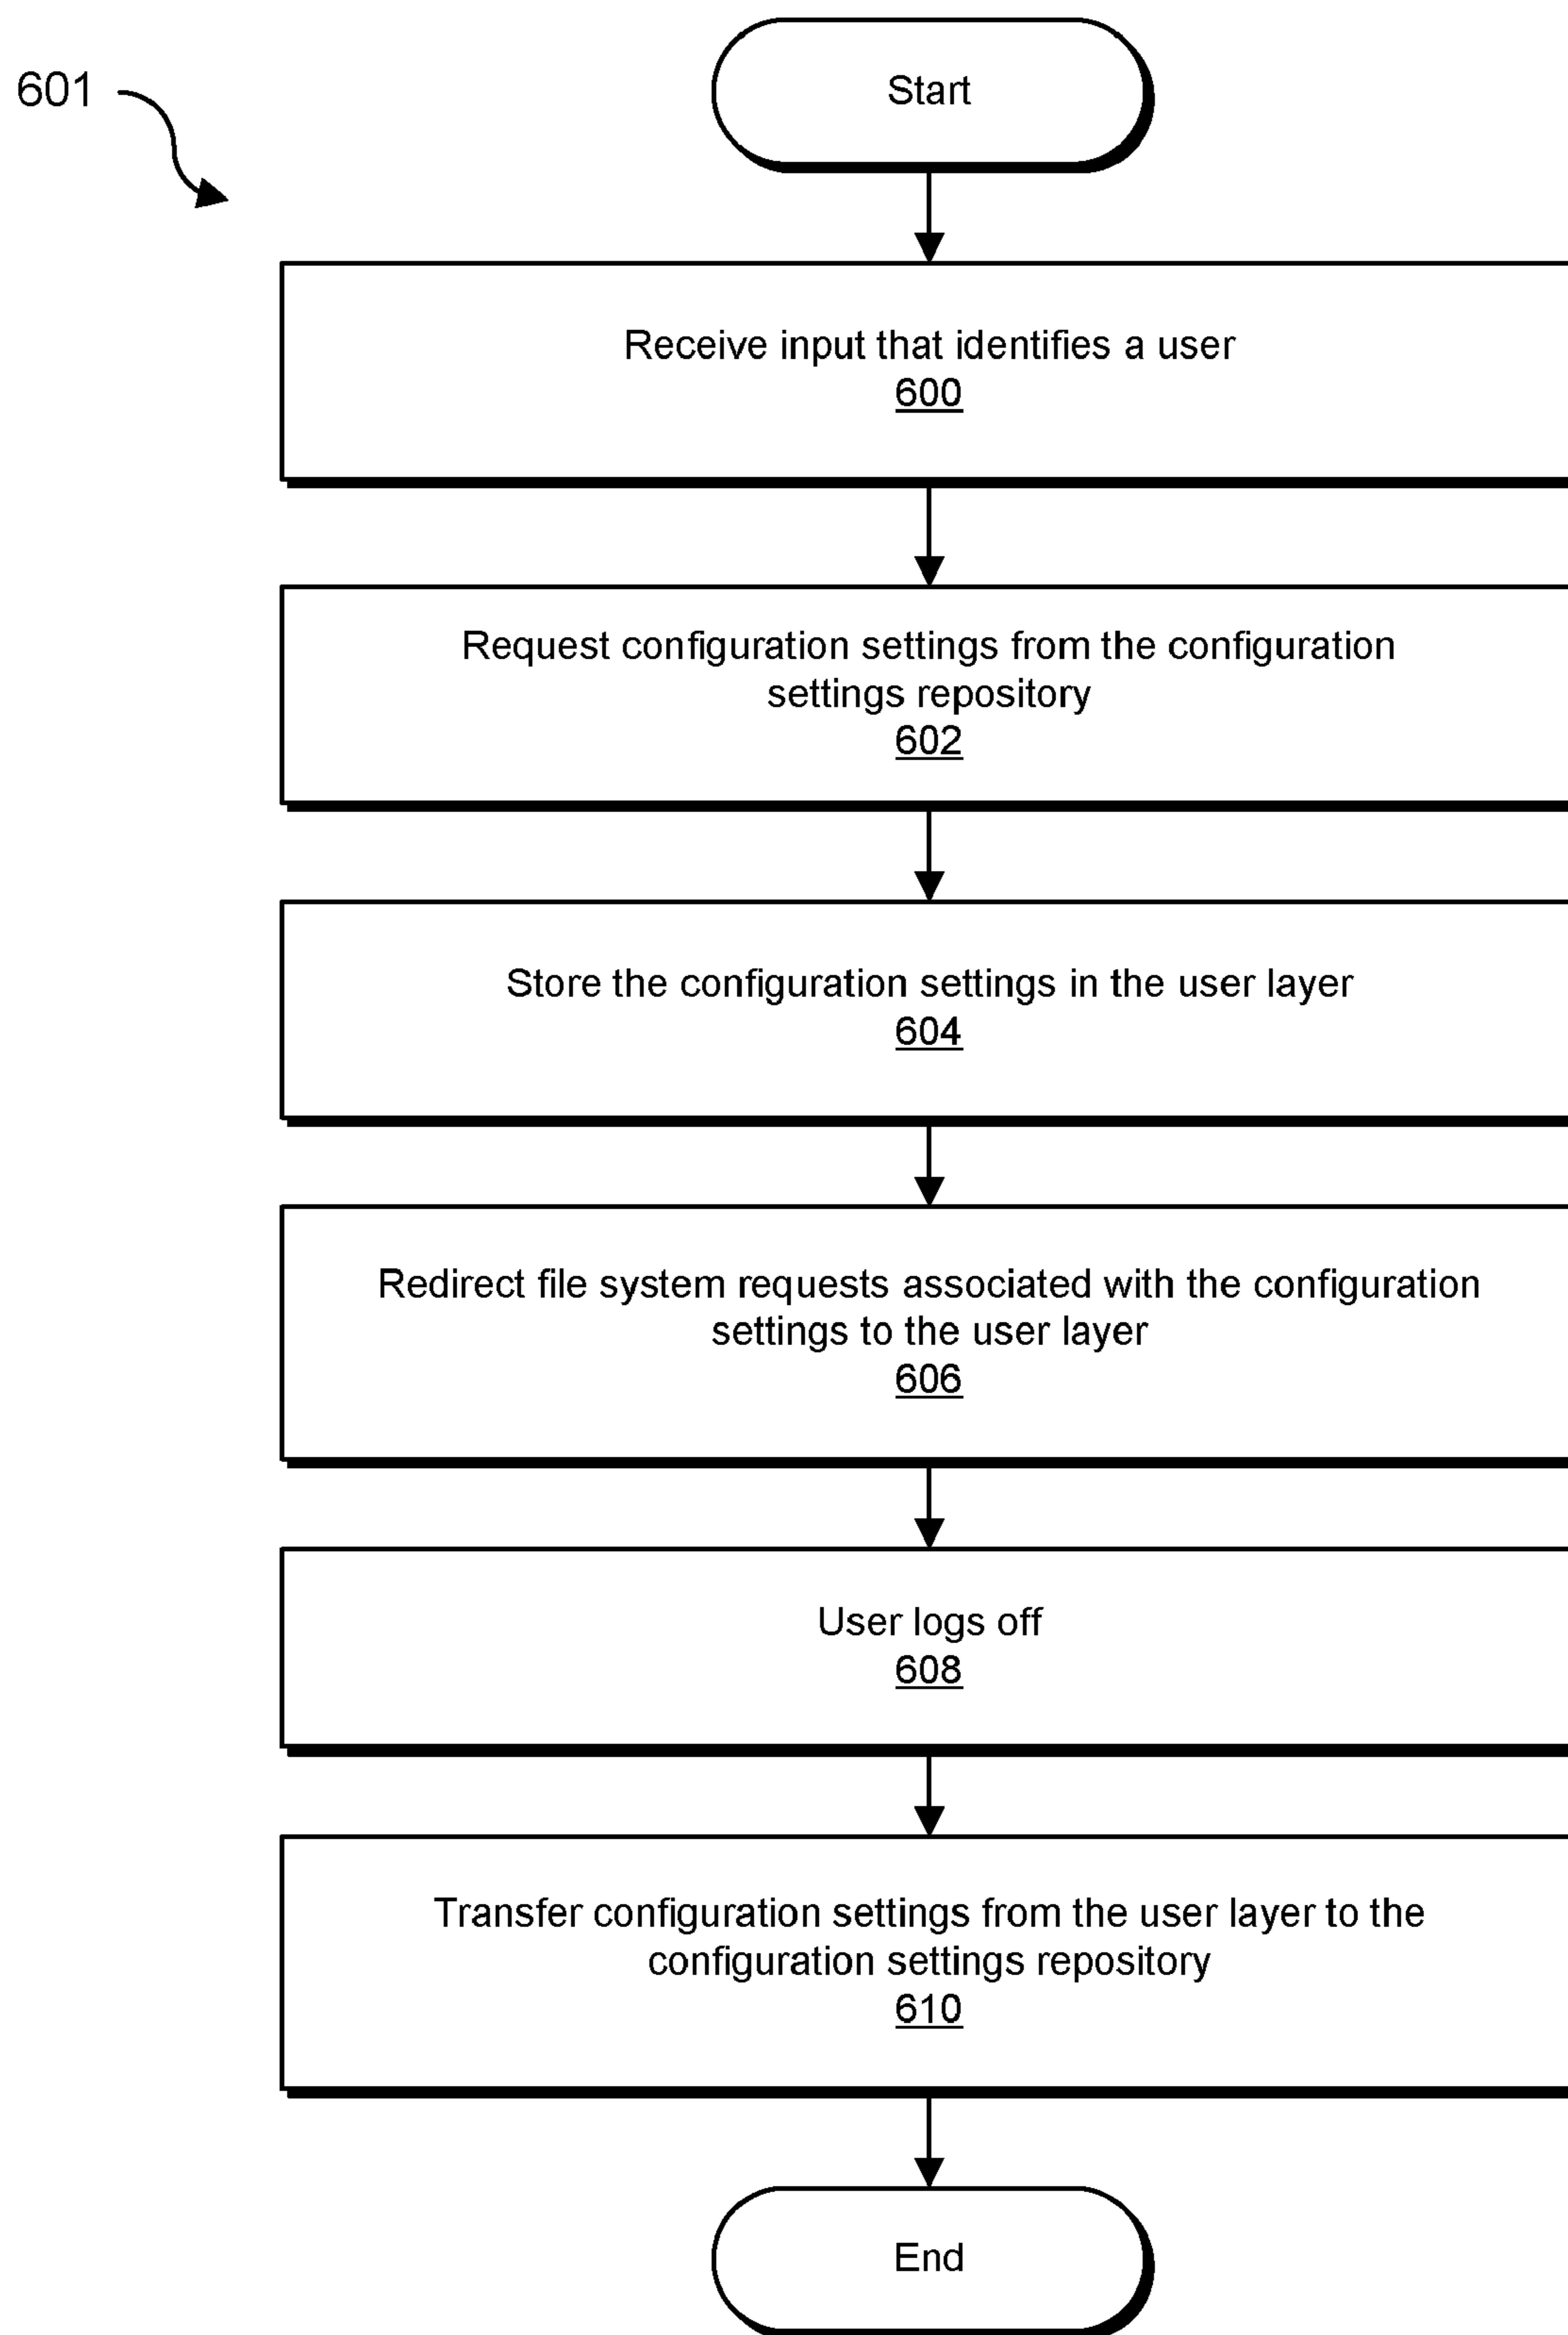 601
Start
Receive input that identifies a user
600
Request configuration settings from the configuration
settings repository
602
Store the configuration settings in the user layer
604
Redirect file system requests associated with the configuration
settings to the user layer
606
User logs off
608
Transfer configuration settings from the user layer to the
configuration settings repository
610
End